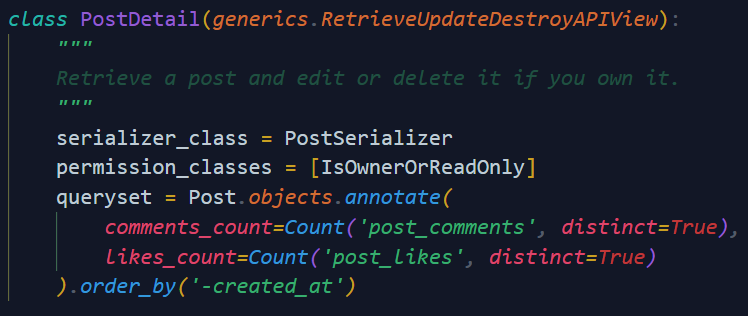 class PostDetail(generics.RetrieveUpdateDestroyAPIView):
    """
    Retrieve a post and edit or delete it if you own it.
    """
    serializer_class = PostSerializer
    permission_classes = [IsOwnerOrReadOnly]
    queryset = Post.objects.annotate(
        comments_count=Count('post_comments', distinct=True),
        likes_count=Count('post_likes', distinct=True)
    ).order_by('-created_at')